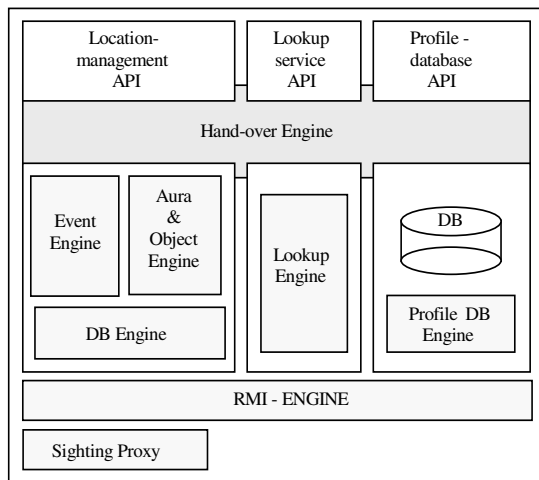 Location-
management
API
Lookup
service
API
Profile -
database
API
Hand-over Engine
Event
Engine
Aura
&
Object
Engine
DB Engine
Lookup
Engine
DB
Profile DB
Engine
RMI - ENGINE
Sighting Proxy